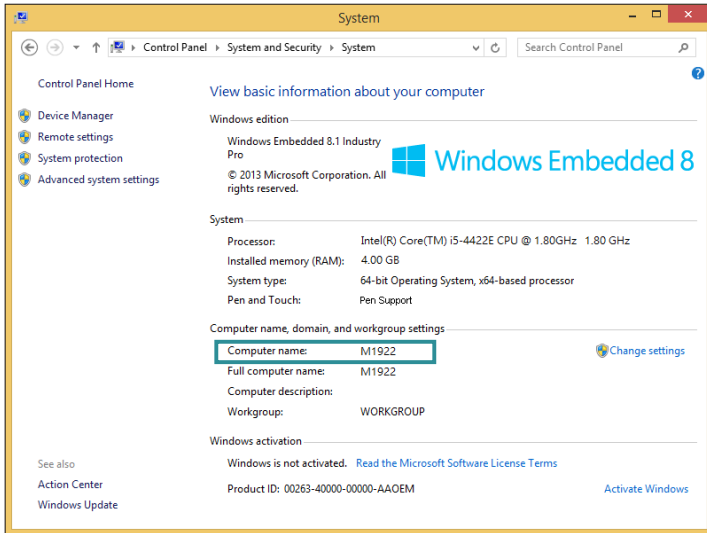 System
Control Panel System and Security System
Search Control Panel
Control Panel Home
Device Manager
Remote settings
System protection
Advanced system settings
See also
Action Center
Windows Update
?
View basic information about your computer
Windows edition
Windows Embedded 8.1 Industry
Pro
© 2013 Microsoft Corporation. All
rights reserved.
Windows Embedded 8
System
Processor: Intel(R) Core(TM) i5-4422E CPU @ 1.80GHz 1.80 GHz
Installed memory (RAM): 4.00 GB
System type: 64-bit Operating System, x64-based processor
Pen and Touch: Pen Support
Computer name, domain, and workgroup settings
Computer name: M1922
Change settings
Full computer name: M1922
Computer description:
Workgroup: WORKGROUP
Windows activation
Windows is not activated. Read the Microsoft Software License Terms
Product ID: 00263-40000-00000-AAOEM
Activate Windows